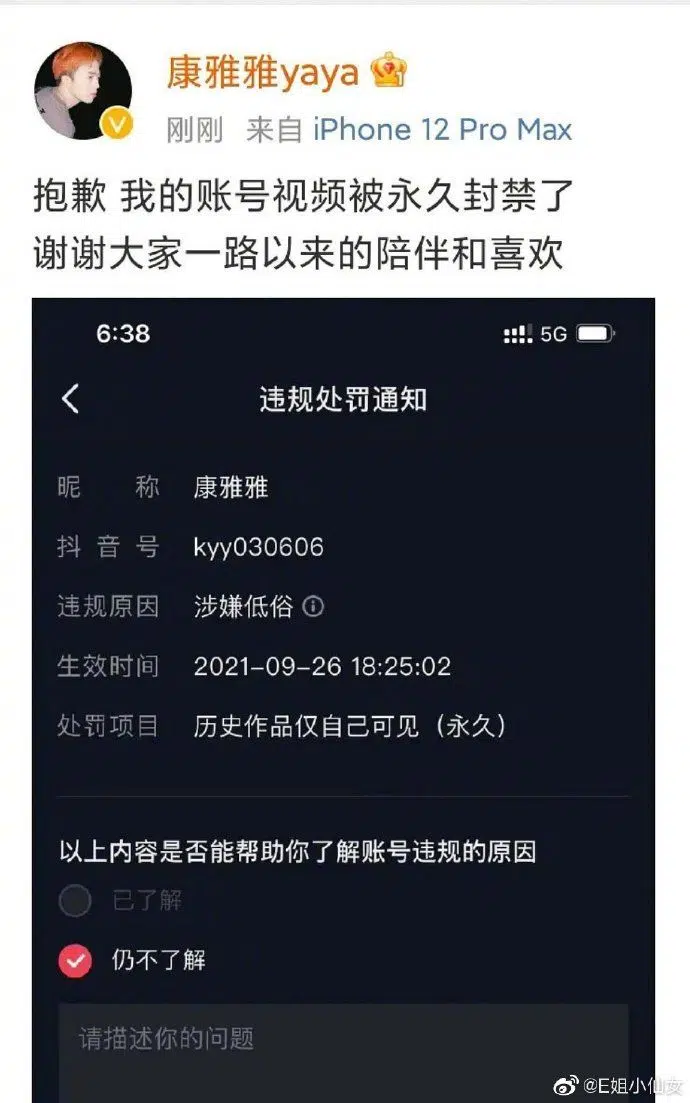 康雅雅yaya
刚刚 来自 iPhone 12 Pro Max
抱歉 我的账号视频被永久封禁了
谢谢大家一路以来的陪伴和喜欢
6:38 5G
违规处罚通知
昵称 康雅雅
抖音号 kyy030606
违规原因 涉嫌低俗
生效时间 2021-09-26 18:25:02
处罚项目 历史作品仅自己可见（永久）
以上内容是否能帮助你了解账号违规的原因
已了解
仍不了解
请描述你的问题
@E姐小仙女